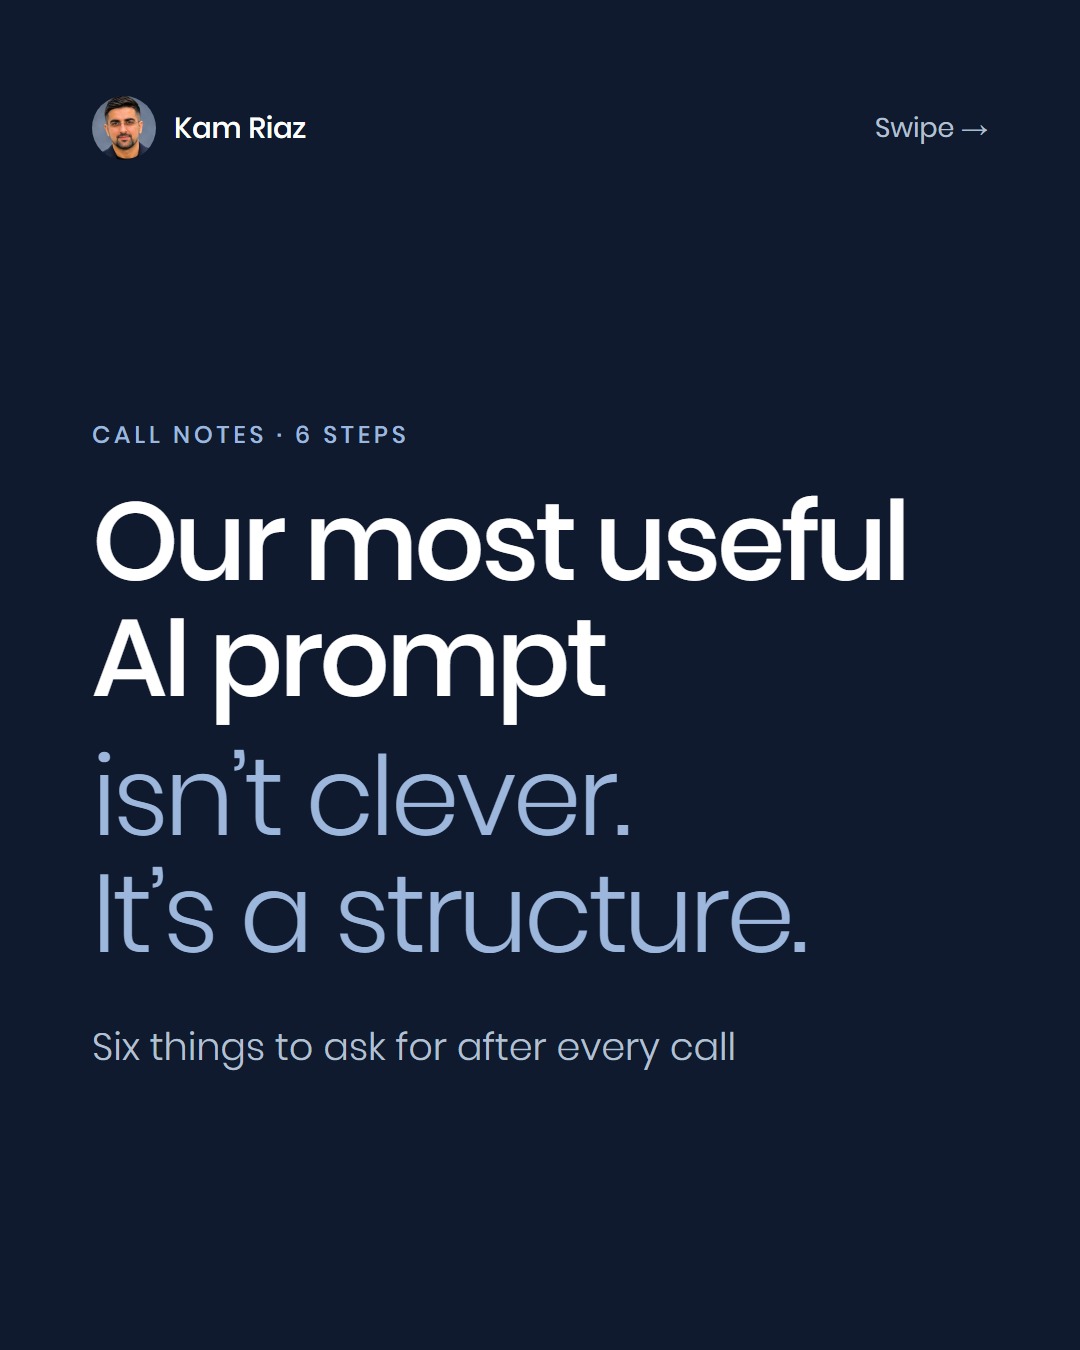 Kam Riaz
Swipe →
CALL NOTES · 6 STEPS
Our most useful
AI prompt
isn’t clever.
It’s a structure.
Six things to ask for after every call